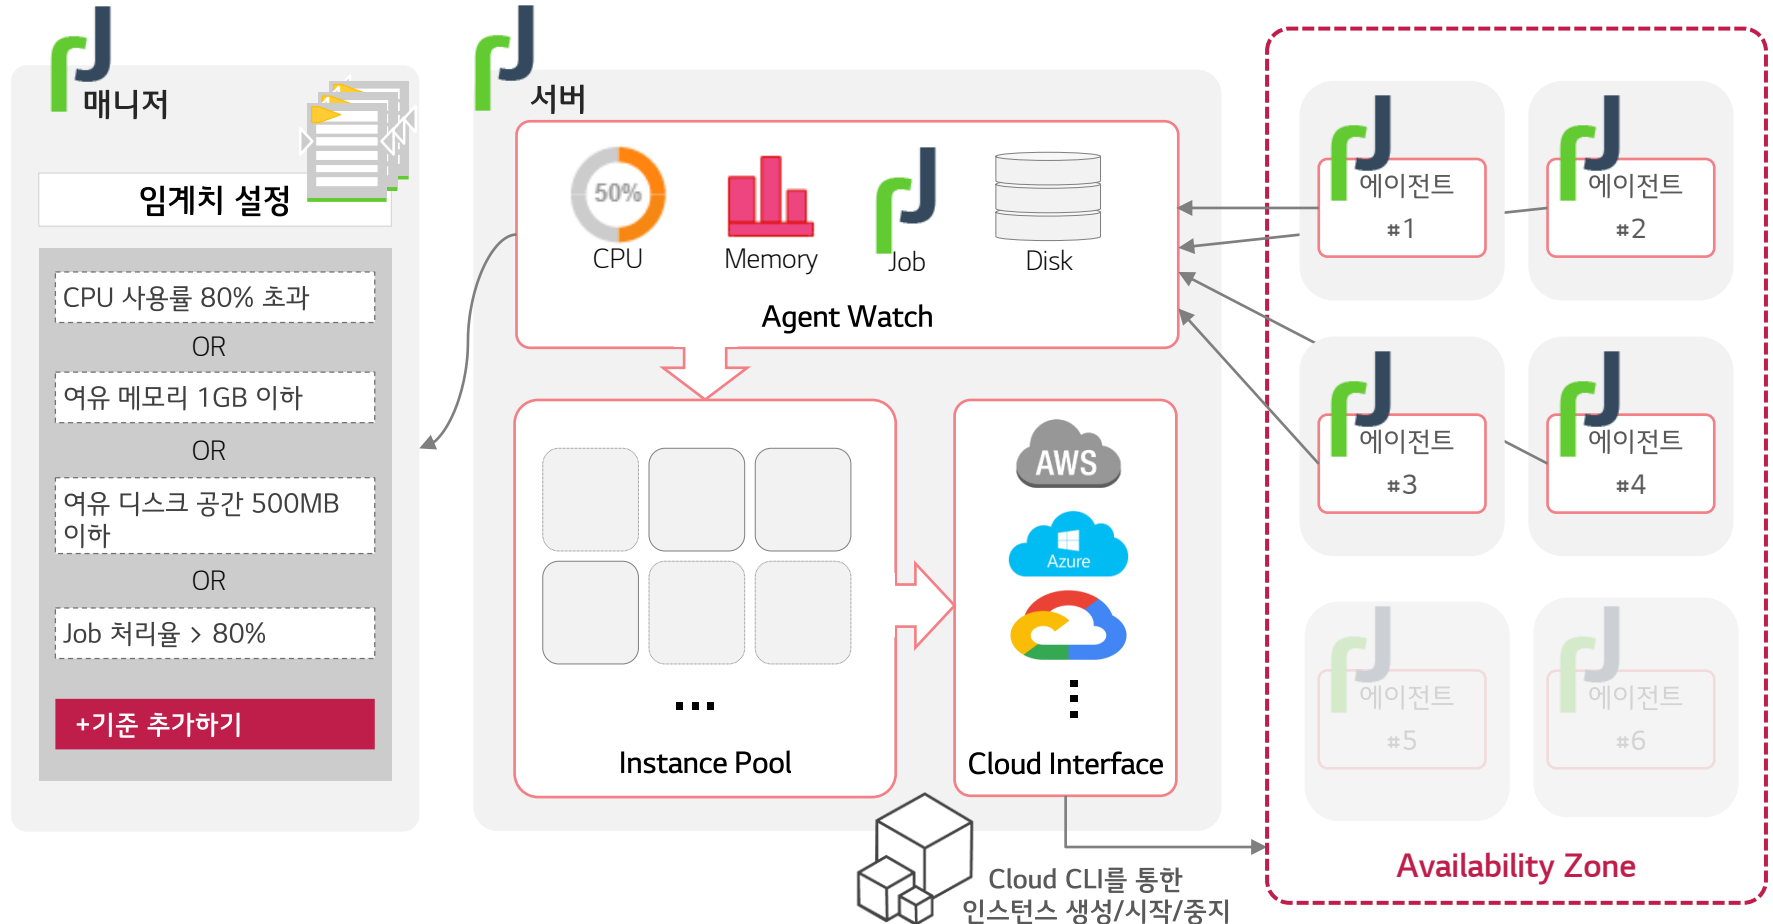 매니저
임계치 설정
CPU 사용률 80% 초과
OR
여유 메모리 1GB 이하
OR
여유 디스크 공간 500MB
이하
OR
Job 처리율 > 80%
+기준 추가하기
서버
50%
CPU
Memory
Job
Disk
Agent Watch
Instance Pool
AWS
Azure
Cloud Interface
Cloud CLI를 통한
인스턴스 생성/시작/중지
에이전트
#1
에이전트
#2
에이전트
#3
에이전트
#4
에이전트
#5
에이전트
#6
Availability Zone